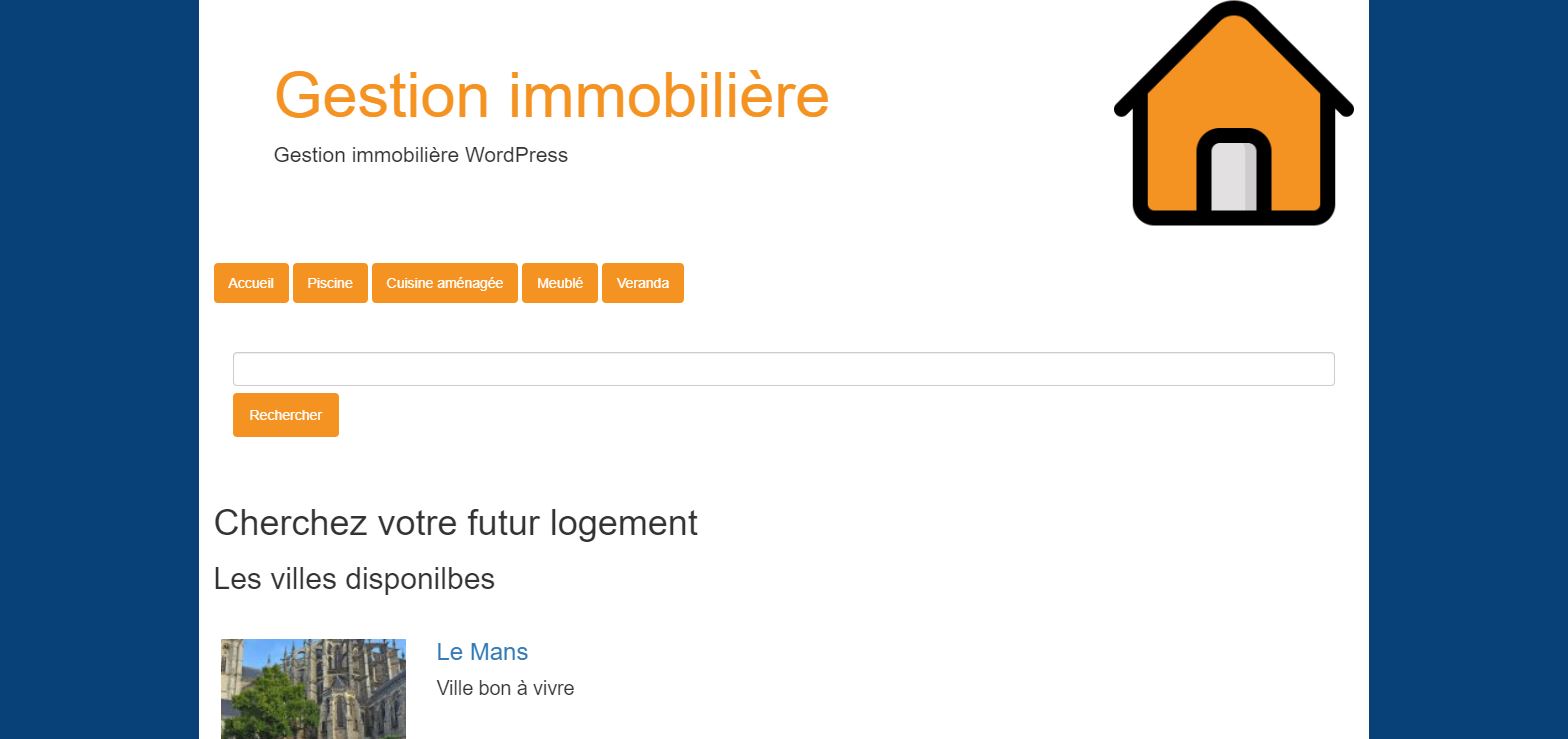 Gestion immobilière
Gestion immobilière WordPress
Accueil Piscine Cuisine aménagée Meublé Veranda
Rechercher
Cherchez votre futur logement
Les villes disponilbes
Le Mans
Ville bon à vivre